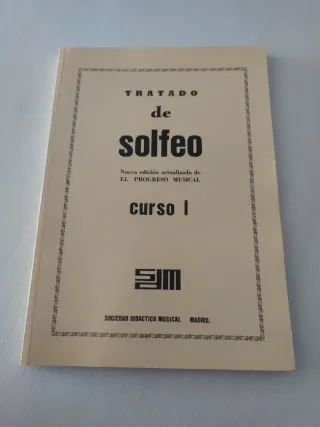 TRATADO
de
solfeo
Nueva edición actualizada de
EL PROGRESO MUSICAL
curso I
SDM
SOCIEDAD DIDACTICO MUSICAL MADRID.